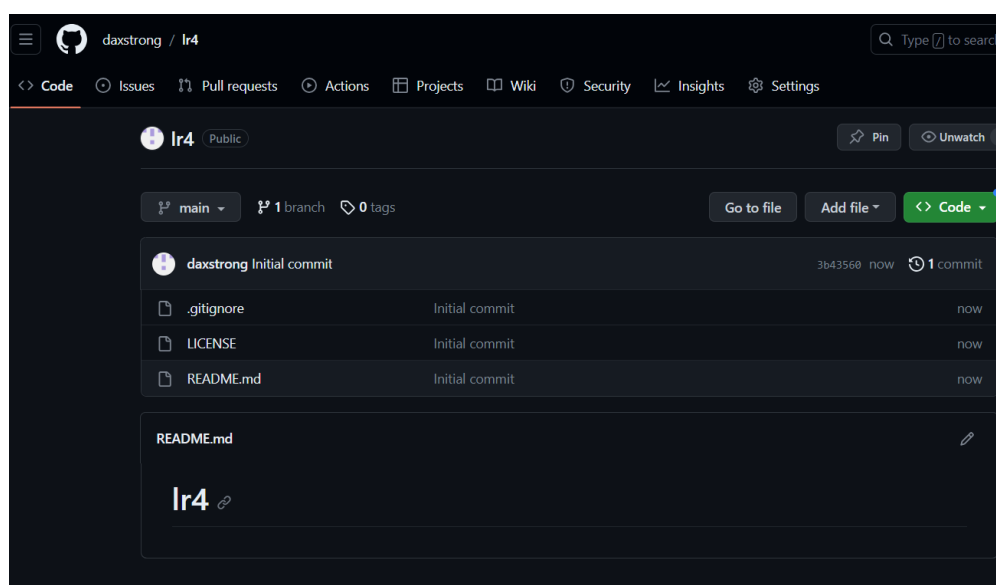 daxstrong / lr4
Type / to search
Code Issues Pull requests Actions Projects Wiki Security Insights Settings
lr4 Public Pin Unwatch
main 1 branch 0 tags Go to file Add file Code
daxstrong Initial commit 3b43560 now 1 commit
.gitignore Initial commit now
LICENSE Initial commit now
README.md Initial commit now
README.md
lr4